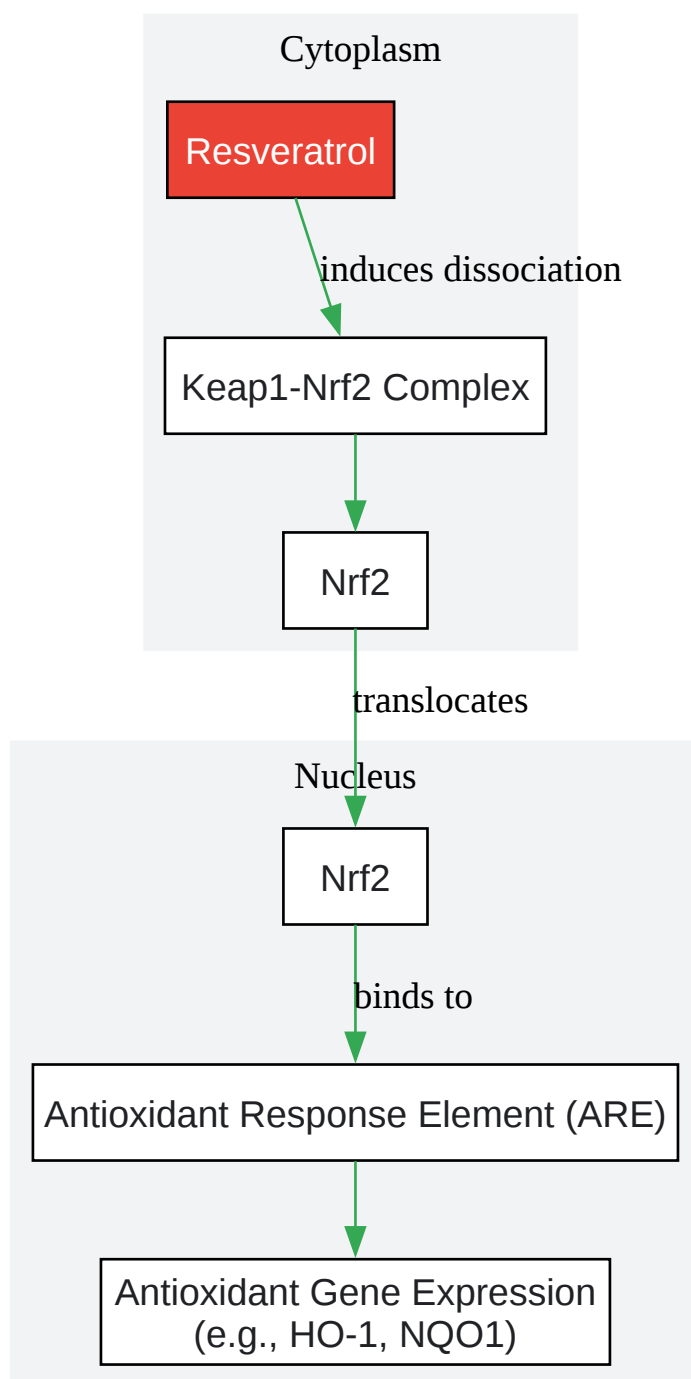 Cytoplasm
Resveratrol
induces dissociation
Keap1-Nrf2 Complex
Nrf2
translocates
Nucleus
Nrf2
binds to
Antioxidant Response Element (ARE)
Antioxidant Gene Expression
(e.g., HO-1, NQO1)